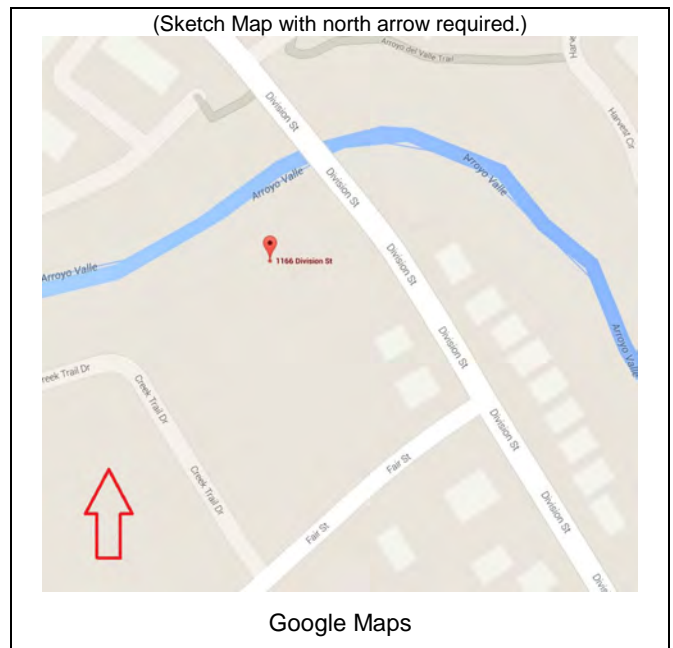 (Sketch Map with north arrow required.)
Arroyo del Valle Trail
Division St
Harvest Cir
Arroyo Valle
Arroyo Valle
Division St
Division St
1166 Division St
Arroyo Valle
Arroyo Valle
Division St
reek Trail Dr
Creek Trail Dr
Division St
Fair St
Creek Trail Dr
Division St
Fair St
Google Maps